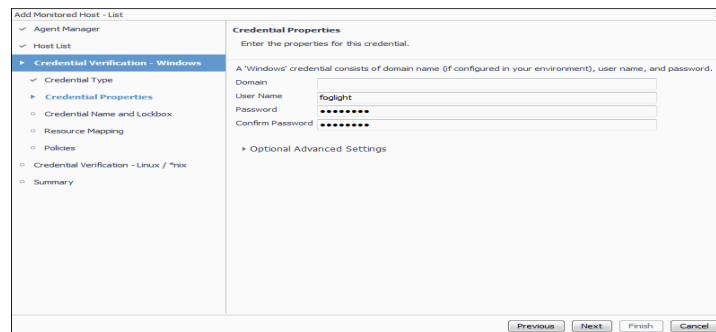 Add Monitored Host - List
Agent Manager
Host List
Credential Verification - Windows
Credential Type
Credential Properties
Credential Name and Lockbox
Resource Mapping
Policies
Credential Verification - Linux / *nix
Summary
Credential Properties
Enter the properties for this credential.
A 'Windows' credential consists of domain name (if configured in your environment), user name, and password.
Domain
User Name foglight
Password ●●●●●●●●
Confirm Password ●●●●●●●●
Optional Advanced Settings
Previous Next Finish Cancel